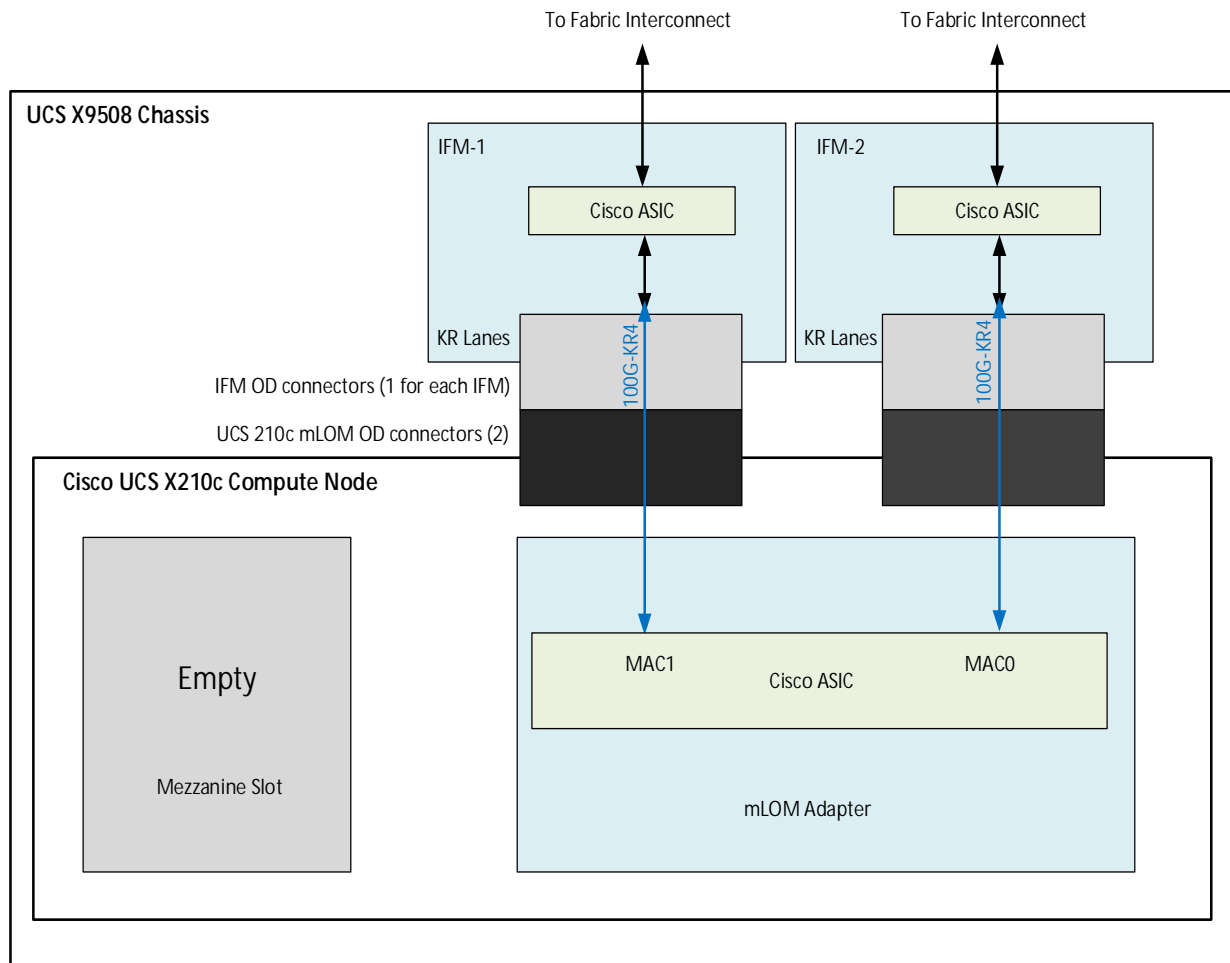 To Fabric Interconnect
To Fabric Interconnect
UCS X9508 Chassis
IFM-1
IFM-2
Cisco ASIC
Cisco ASIC
KR Lanes
100G-KR4
KR Lanes
100G-KR4
IFM OD connectors (1 for each IFM)
UCS 210c mLOM OD connectors (2)
Cisco UCS X210c Compute Node
Empty
Mezzanine Slot
MAC1
MAC0
Cisco ASIC
mLOM Adapter